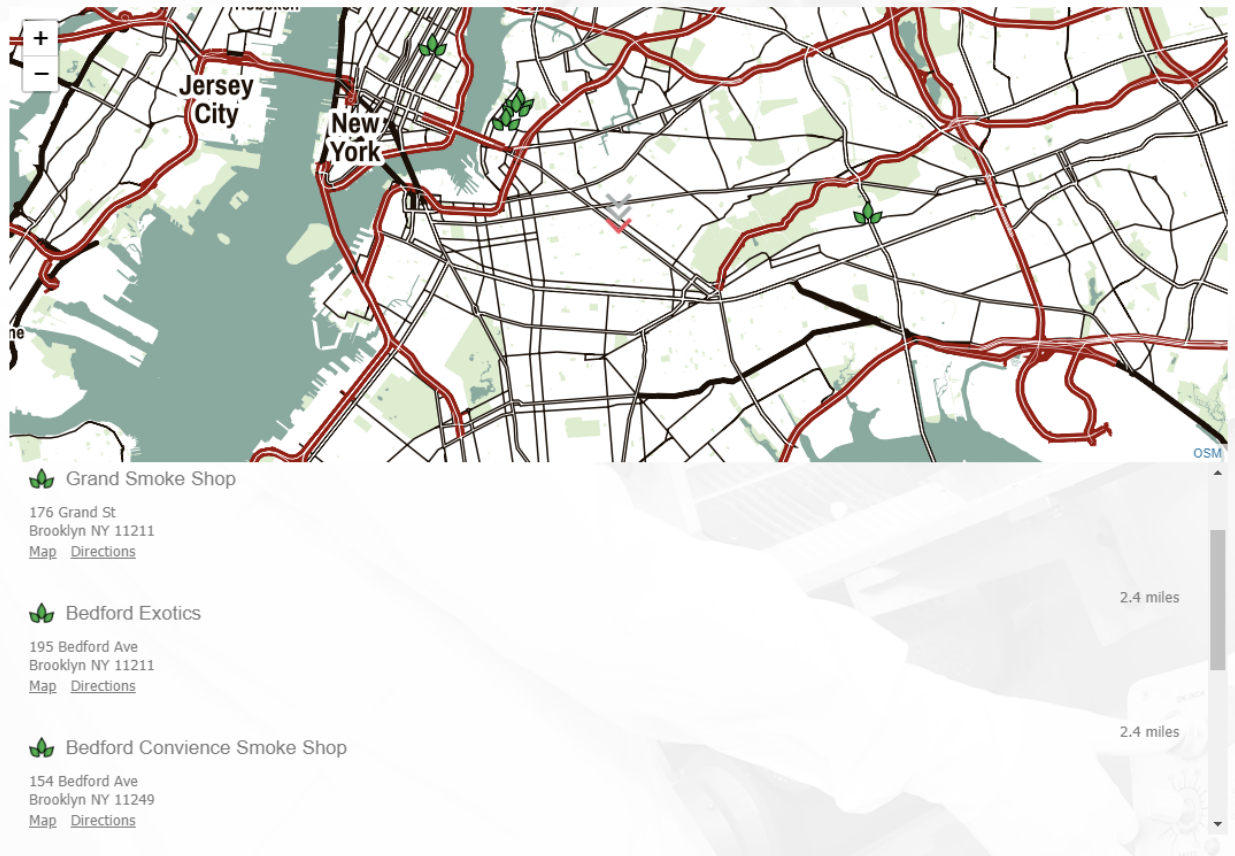 +
−
Jersey
City
New
York
OSM
Grand Smoke Shop
176 Grand St
Brooklyn NY 11211
Map Directions
2.4 miles
Bedford Exotics
195 Bedford Ave
Brooklyn NY 11211
Map Directions
2.4 miles
Bedford Convience Smoke Shop
154 Bedford Ave
Brooklyn NY 11249
Map Directions